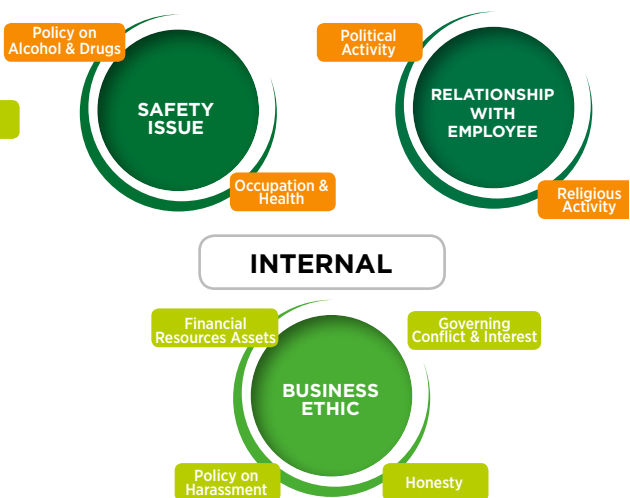 Policy on
Alcohol & Drugs
SAFETY
ISSUE
Occupation &
Health
Political
Activity
RELATIONSHIP
WITH
EMPLOYEE
Religious
Activity
INTERNAL
Financial
Resources Assets
Governing
Conflict & Interest
BUSINESS
ETHIC
Policy on
Harassment
Honesty